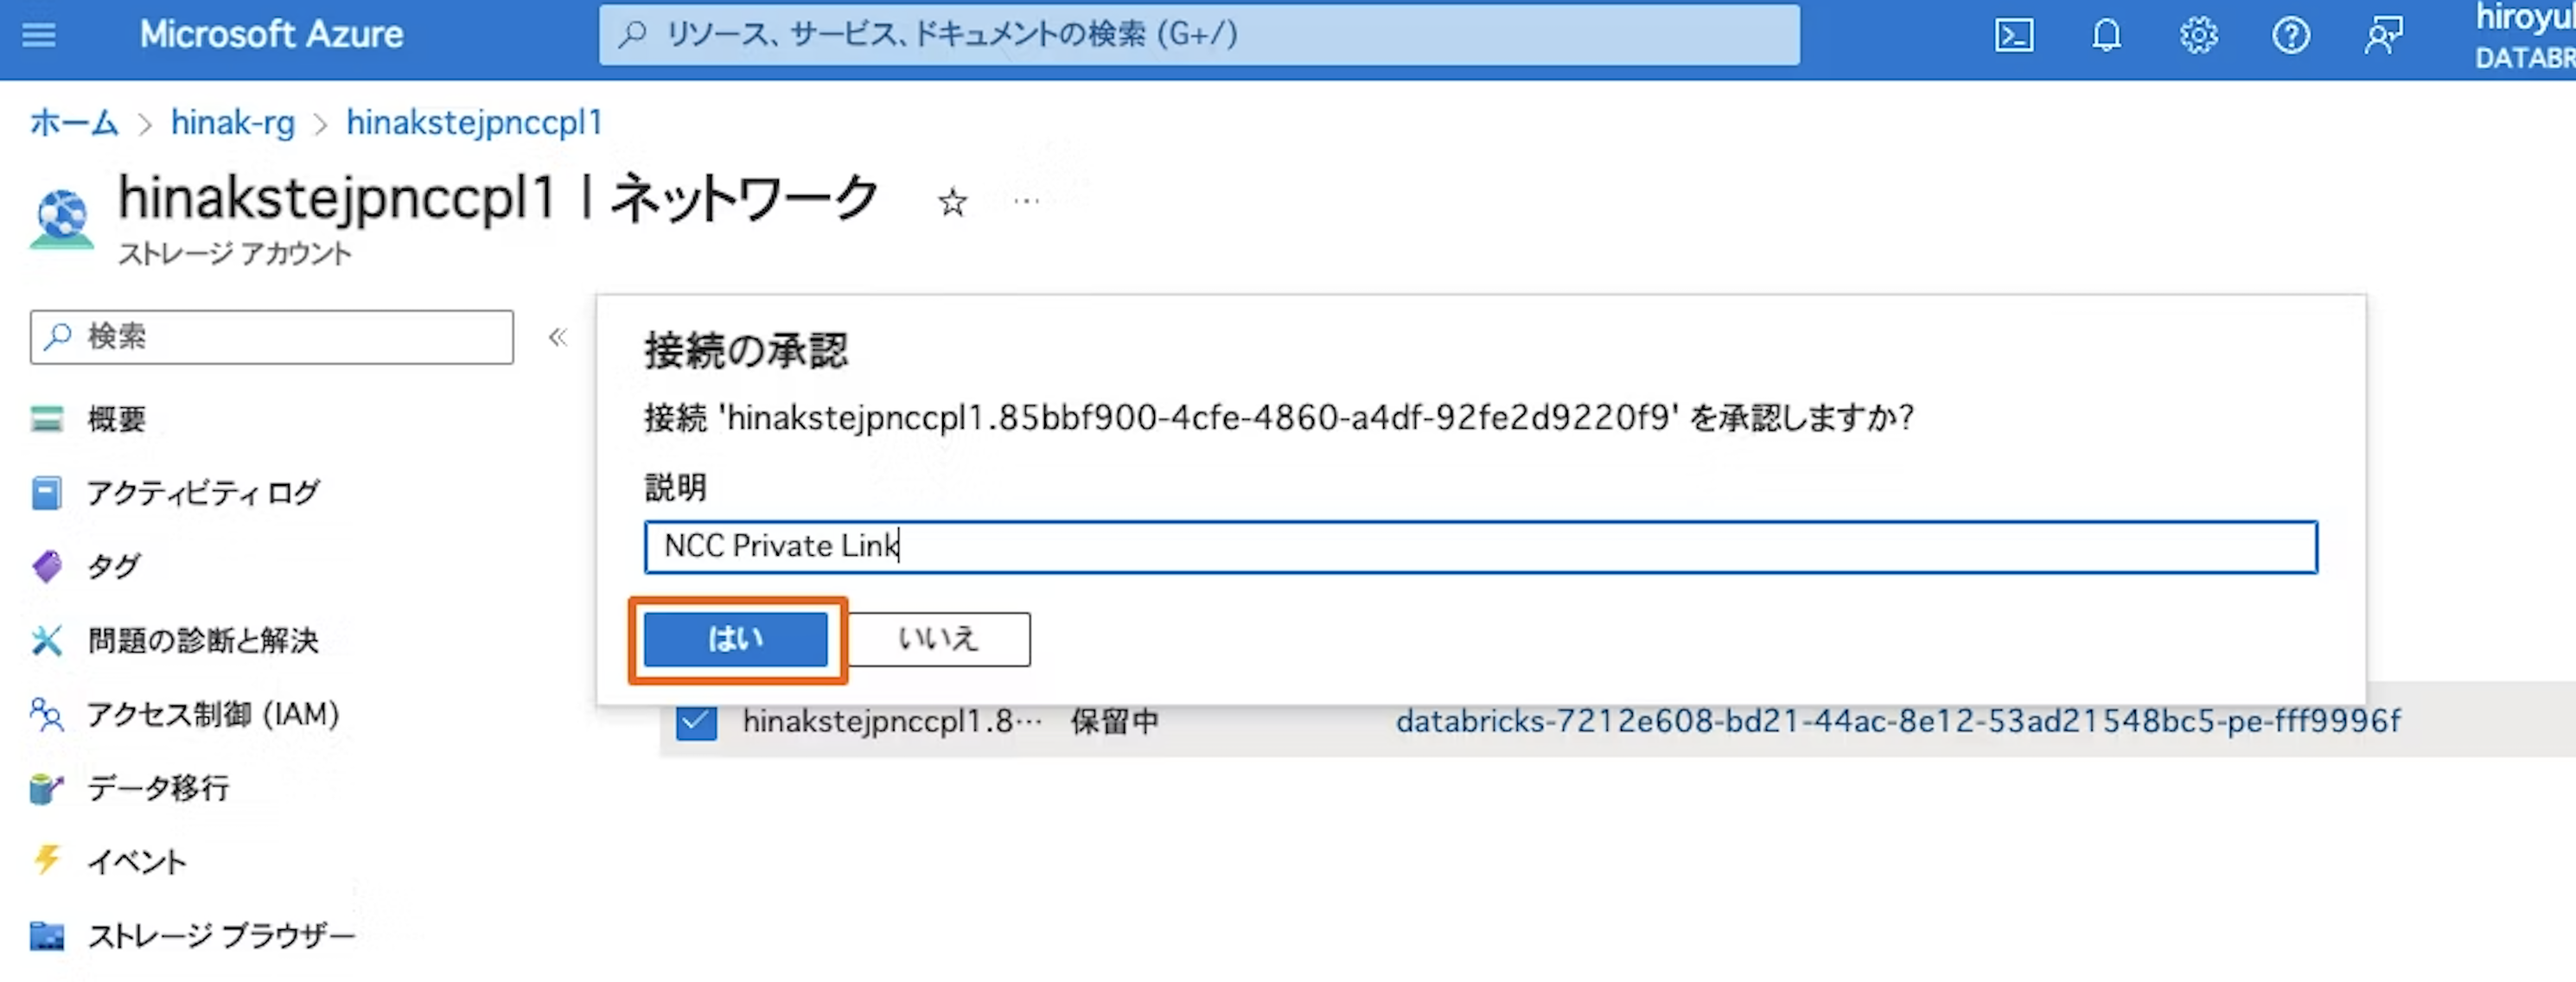 Microsoft Azure
リソース、サービス、ドキュメントの検索 (G+/)
hiroyu
DATABR
ホーム > hinak-rg > hinakstejpnccpl1
hinakstejpnccpl1 | ネットワーク ☆ …
ストレージ アカウント
検索 «
概要
アクティビティ ログ
タグ
問題の診断と解決
アクセス制御 (IAM)
データ移行
イベント
ストレージ ブラウザー
接続の承認
接続 'hinakstejpnccpl1.85bbf900-4cfe-4860-a4df-92fe2d9220f9' を承認しますか?
説明
NCC Private Link
はい いいえ
hinakstejpnccpl1.8… 保留中 databricks-7212e608-bd21-44ac-8e12-53ad21548bc5-pe-fff9996f